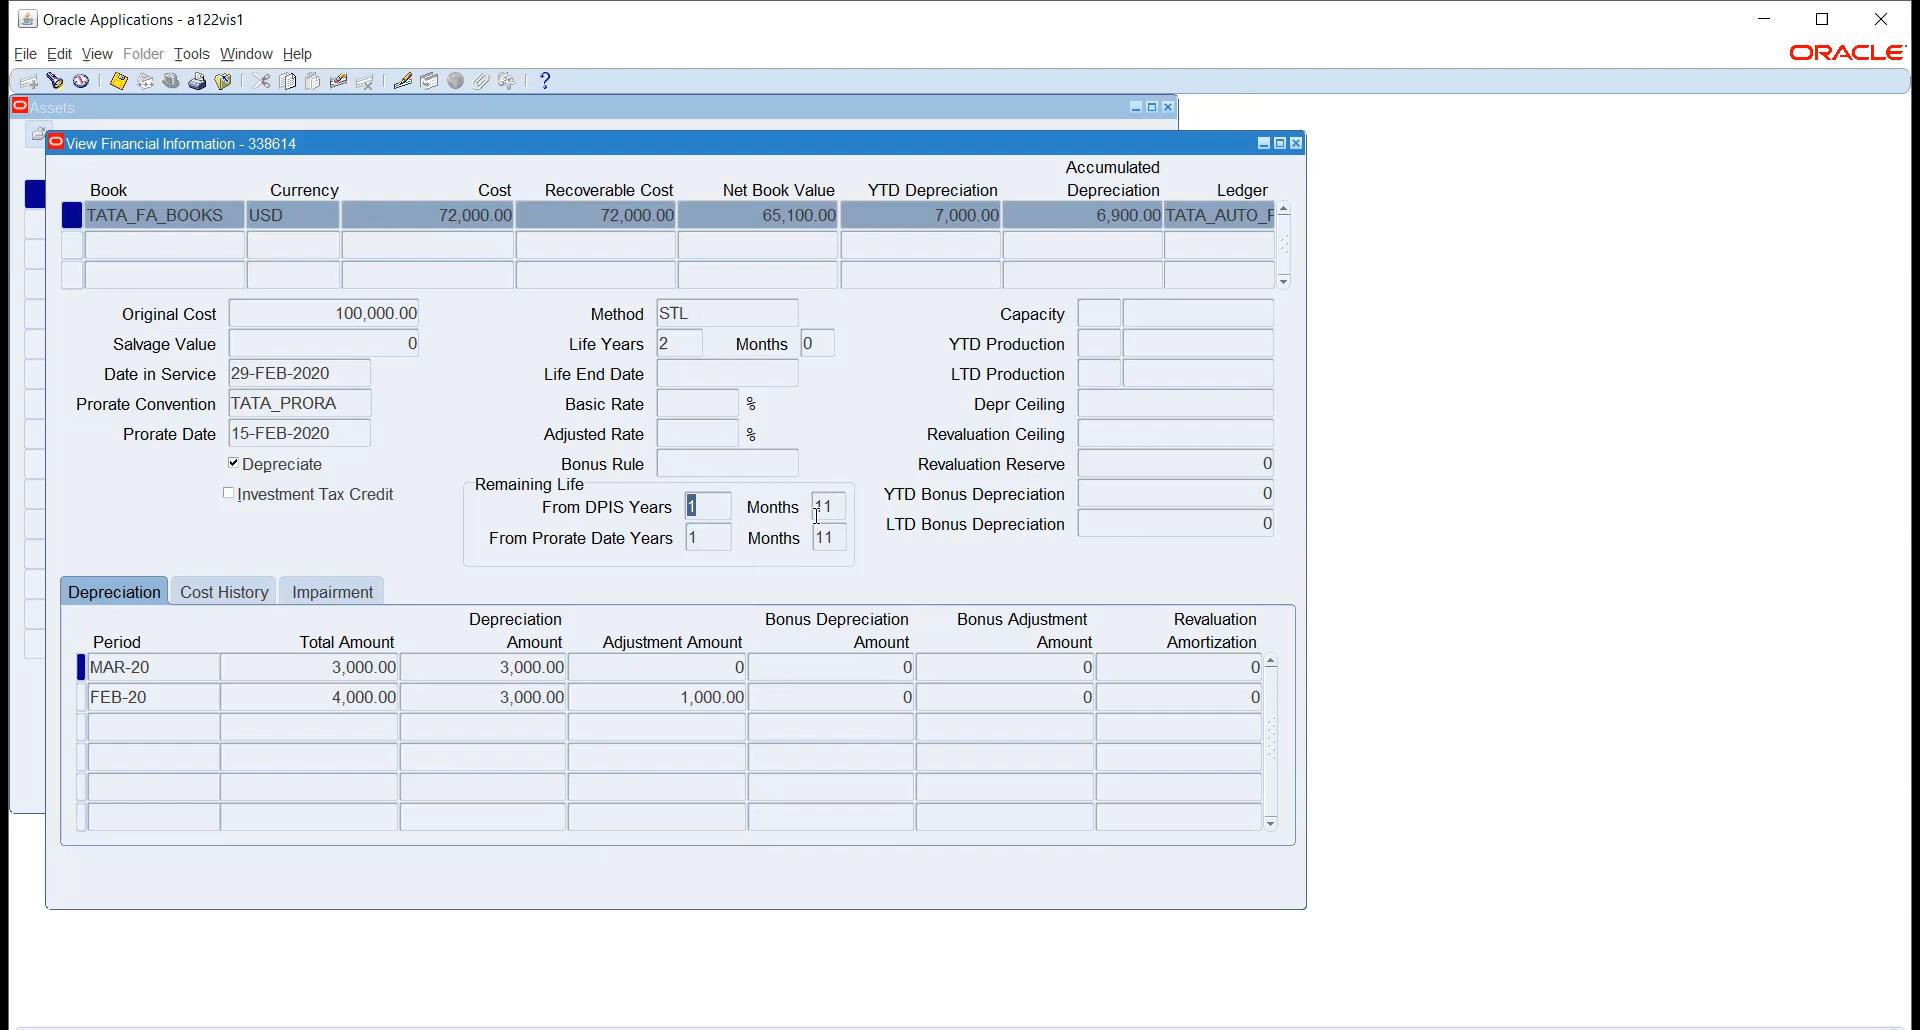 Oracle Applications - a122vis1
File Edit View Folder Tools Window Help
ORACLE
Assets
View Financial Information - 338614
Book Currency Cost Recoverable Cost Net Book Value YTD Depreciation Accumulated Depreciation Ledger
TATA_FA_BOOKS USD 72,000.00 72,000.00 65,100.00 7,000.00 6,900.00 TATA_AUTO_F
Original Cost 100,000.00 Method STL Capacity
Salvage Value 0 Life Years 2 Months 0 YTD Production
Date in Service 29-FEB-2020 Life End Date LTD Production
Prorate Convention TATA_PRORA Basic Rate % Depr Ceiling
Prorate Date 15-FEB-2020 Adjusted Rate % Revaluation Ceiling
Depreciate Bonus Rule Revaluation Reserve 0
Remaining Life
Investment Tax Credit From DPIS Years 1 Months 11 YTD Bonus Depreciation 0
From Prorate Date Years 1 Months 11 LTD Bonus Depreciation 0
Depreciation Cost History Impairment
Period Total Amount Depreciation Amount Adjustment Amount Bonus Depreciation Amount Bonus Adjustment Amount Revaluation Amortization
MAR-20 3,000.00 3,000.00 0 0 0 0
FEB-20 4,000.00 3,000.00 1,000.00 0 0 0